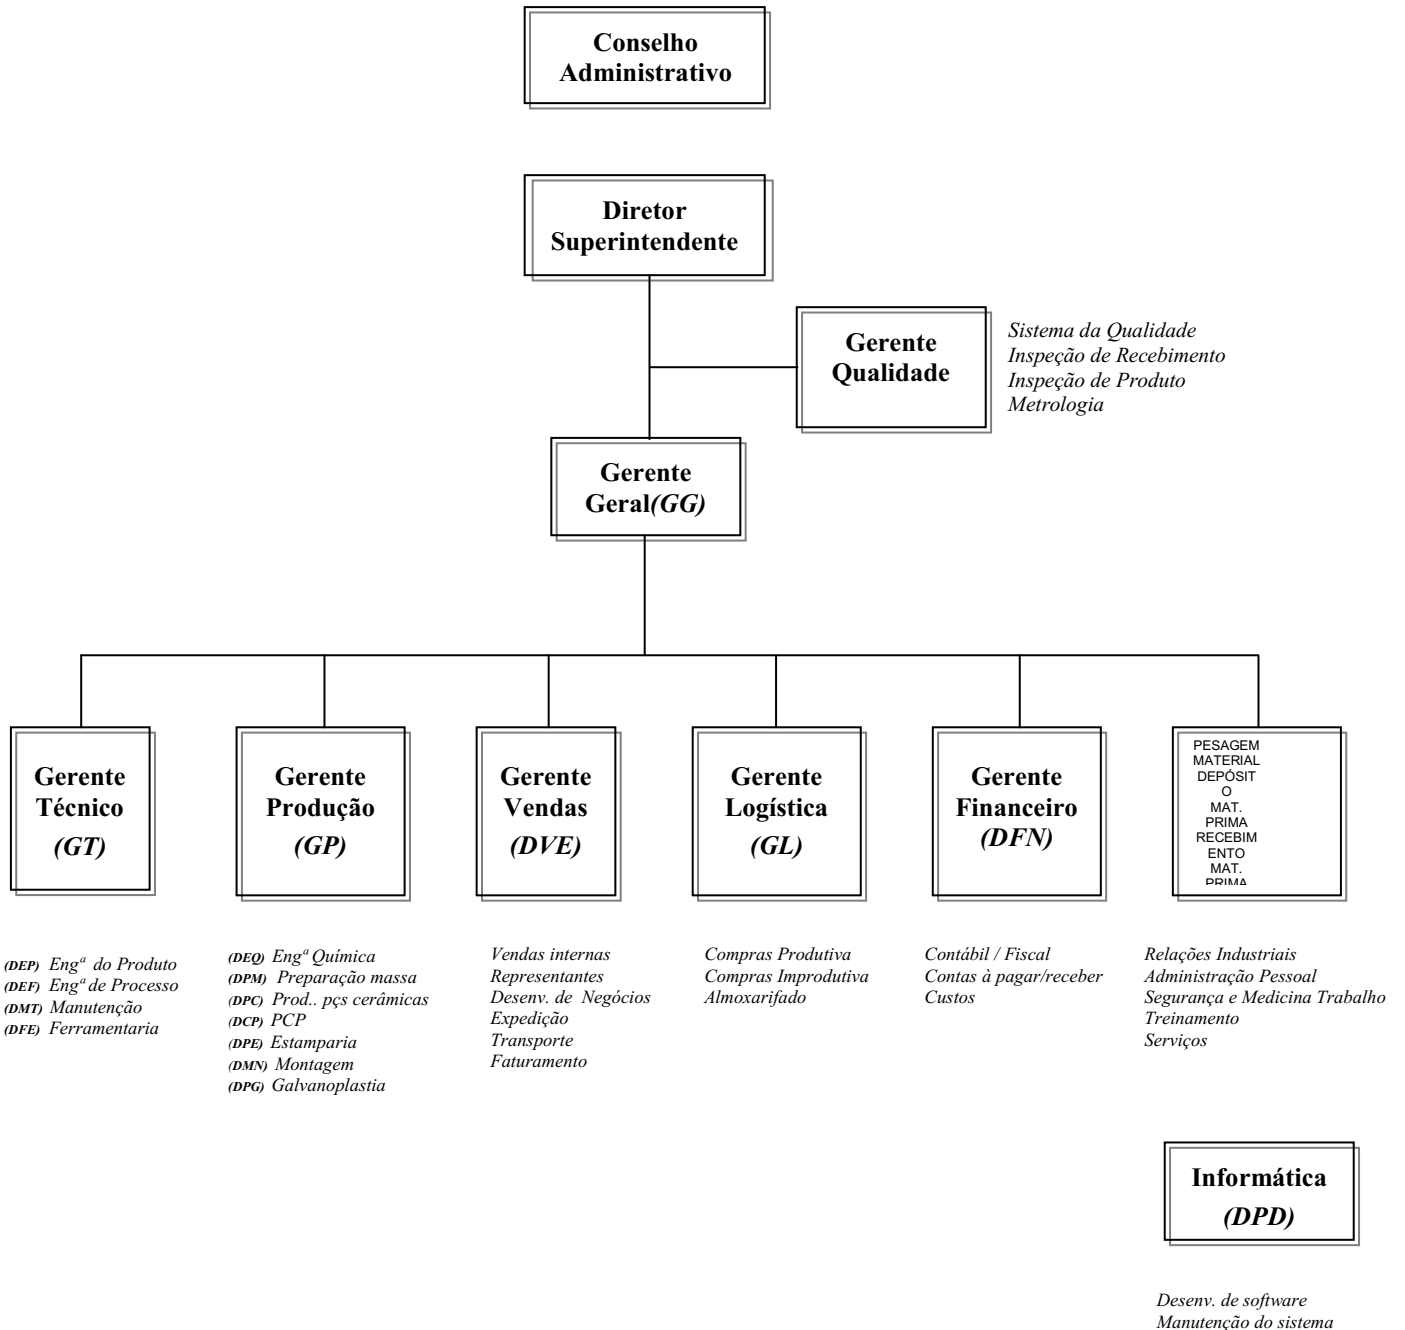 Conselho
Administrativo
Diretor
Superintendente
Gerente
Qualidade
Sistema da Qualidade
Inspeção de Recebimento
Inspeção de Produto
Metrologia
Gerente
Geral(GG)
Gerente
Técnico
(GT)
Gerente
Produção
(GP)
Gerente
Vendas
(DVE)
Gerente
Logística
(GL)
Gerente
Financeiro
(DFN)
PESAGEM
MATERIAL
DEPÓSIT
O
MAT.
PRIMA
RECEBIM
ENTO
MAT.
PRIMA
(DEP) Engª do Produto
(DEF) Engª de Processo
(DMT) Manutenção
(DFE) Ferramentaria
(DEQ) Engª Química
(DPM) Preparação massa
(DPC) Prod.. pçs cerâmicas
(DCP) PCP
(DPE) Estamparia
(DMN) Montagem
(DPG) Galvanoplastia
Vendas internas
Representantes
Desenv. de Negócios
Expedição
Transporte
Faturamento
Compras Produtiva
Compras Improdutiva
Almoxarifado
Contábil / Fiscal
Contas à pagar/receber
Custos
Relações Industriais
Administração Pessoal
Segurança e Medicina Trabalho
Treinamento
Serviços
Informática
(DPD)
Desenv. de software
Manutenção do sistema